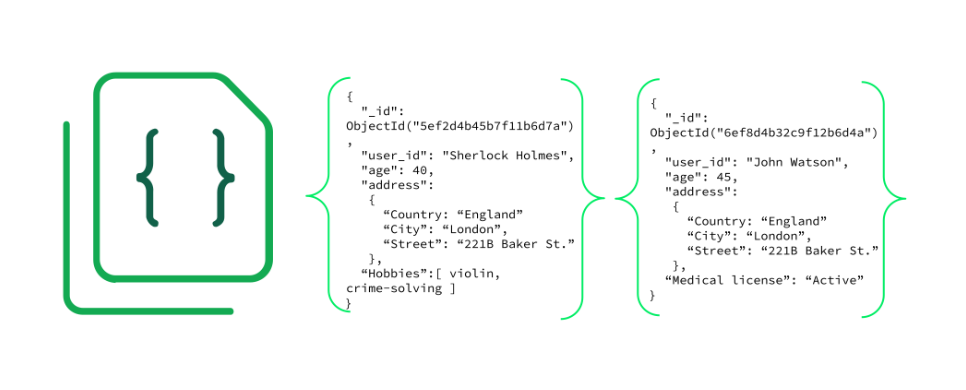 { }
{
"_id":
ObjectId("5ef2d4b45b7f11b6d7a")
,
"user_id": "Sherlock Holmes",
"age": 40,
"address":
{
“Country: “England”
“City”: “London”,
“Street”: “221B Baker St.”
},
“Hobbies”:[ violin,
crime-solving ]
}
{
"_id":
ObjectId("6ef8d4b32c9f12b6d4a")
,
"user_id": "John Watson",
"age": 45,
"address":
{
“Country: “England”
“City”: “London”,
“Street”: “221B Baker St.”
},
“Medical license”: “Active”
}